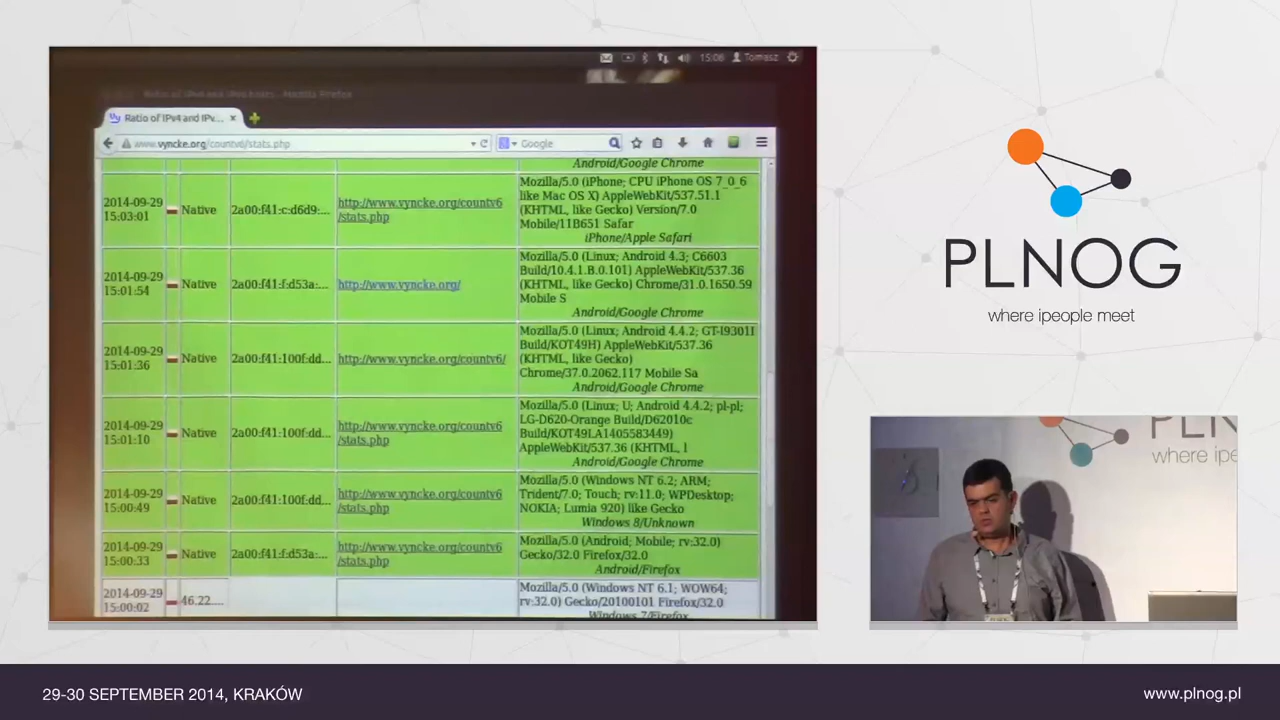 15:06 Tomasz
Ratio of IPv4 and IPv6 users - Mozilla Firefox
Ratio of IPv4 and IPv...
www.vyncke.org/countv6/stats.php
Google
Android/Google Chrome
2014-09-29
15:03:01
Native
2a00:f41:c:d6d9:...
http://www.vyncke.org/countv6
/stats.php
Mozilla/5.0 (iPhone; CPU iPhone OS 7_0_6
like Mac OS X) AppleWebKit/537.51.1
(KHTML, like Gecko) Version/7.0
Mobile/11B651 Safar
iPhone/Apple Safari
2014-09-29
15:01:54
Native
2a00:f41:f:d53a:...
http://www.vyncke.org/
Mozilla/5.0 (Linux; Android 4.3; C6603
Build/10.4.1.B.0.101) AppleWebKit/537.36
(KHTML, like Gecko) Chrome/31.0.1650.59
Mobile S
Android/Google Chrome
2014-09-29
15:01:36
Native
2a00:f41:100f:dd...
http://www.vyncke.org/countv6/
Mozilla/5.0 (Linux; Android 4.4.2; GT-I9301I
Build/KOT49H) AppleWebKit/537.36
(KHTML, like Gecko)
Chrome/37.0.2062.117 Mobile Sa
Android/Google Chrome
2014-09-29
15:01:10
Native
2a00:f41:100f:dd...
http://www.vyncke.org/countv6
/stats.php
Mozilla/5.0 (Linux; U; Android 4.4.2; pl-pl;
LG-D620-Orange Build/D62010c
Build/KOT49LA1405583449)
AppleWebKit/537.36 (KHTML, l
Android/Google Chrome
2014-09-29
15:00:49
Native
2a00:f41:100f:dd...
http://www.vyncke.org/countv6
/stats.php
Mozilla/5.0 (Windows NT 6.2; ARM;
Trident/7.0; Touch; rv:11.0; WPDesktop;
NOKIA; Lumia 920) like Gecko
Windows 8/Unknown
2014-09-29
15:00:33
Native
2a00:f41:f:d53a:...
http://www.vyncke.org/countv6
/stats.php
Mozilla/5.0 (Android; Mobile; rv:32.0)
Gecko/32.0 Firefox/32.0
Android/Firefox
2014-09-29
15:00:02
46.22....
Mozilla/5.0 (Windows NT 6.1; WOW64;
rv:32.0) Gecko/20100101 Firefox/32.0
Windows 7/Firefox
PLNOG
where ipeople meet
where ipe
29-30 SEPTEMBER 2014, KRAKÓW
www.plnog.pl